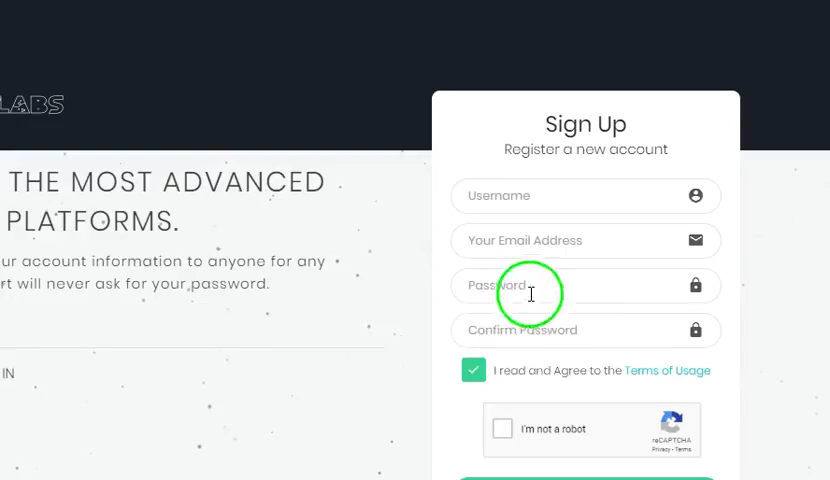 LABS
THE MOST ADVANCED
PLATFORMS.
ur account information to anyone for any
rt will never ask for your password.
IN
Sign Up
Register a new account
Username
Your Email Address
Password
Confirm Password
I read and Agree to the Terms of Usage
I'm not a robot
reCAPTCHA
Privacy - Terms